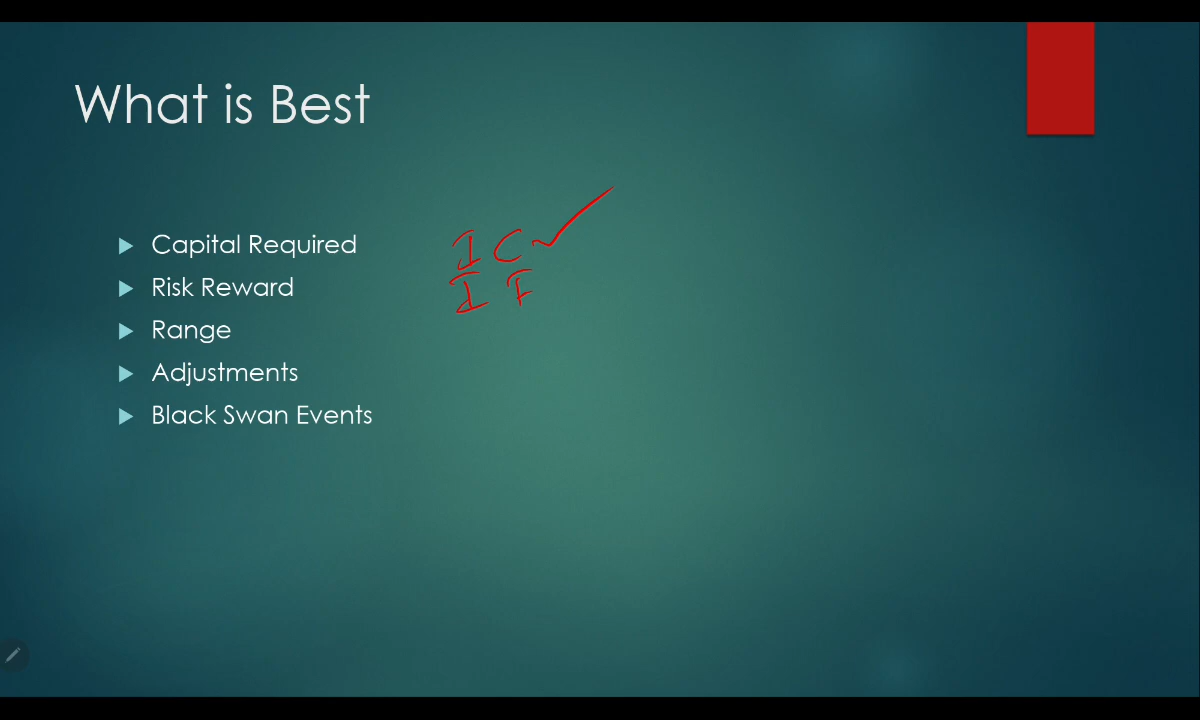 What is Best
Capital Required
IC
Risk Reward
IF
Range
Adjustments
Black Swan Events